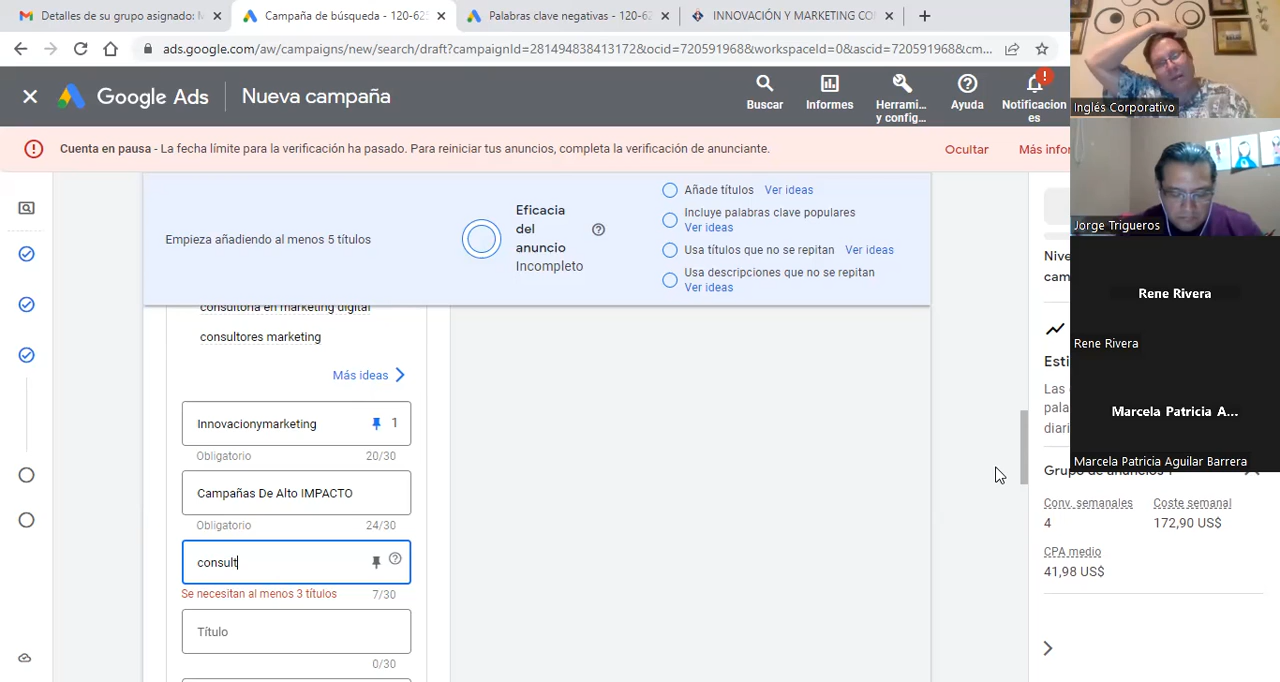 Detalles de su grupo asignado: M
Campaña de búsqueda - 120-625
Palabras clave negativas - 120-62
INNOVACIÓN Y MARKETING CO
ads.google.com/aw/campaigns/new/search/draft?campaignId=281494838413172&ocid=720591968&workspaceId=0&ascid=720591968&cm...
Google Ads
Nueva campaña
Buscar
Informes
Herrami...
y config...
Ayuda
Notificacion
es
Cuenta en pausa - La fecha límite para la verificación ha pasado. Para reiniciar tus anuncios, completa la verificación de anunciante.
Ocultar
Más infor
Empieza añadiendo al menos 5 títulos
Eficacia
del
anuncio
Incompleto
Añade títulos Ver ideas
Incluye palabras clave populares
Ver ideas
Usa títulos que no se repitan Ver ideas
Usa descripciones que no se repitan
Ver ideas
consultoria en marketing digital
consultores marketing
Más ideas
Innovacionymarketing 1
Obligatorio 20/30
Campañas De Alto IMPACTO
Obligatorio 24/30
consult
Se necesitan al menos 3 títulos 7/30
Título
0/30
Nive
cam
Esti
Las
pala
diari
Grupo de anuncios 1
Conv. semanales
4
Coste semanal
172,90 US$
CPA medio
41,98 US$
Inglés Corporativo
Jorge Trigueros
Rene Rivera
Rene Rivera
Marcela Patricia A...
Marcela Patricia Aguilar Barrera